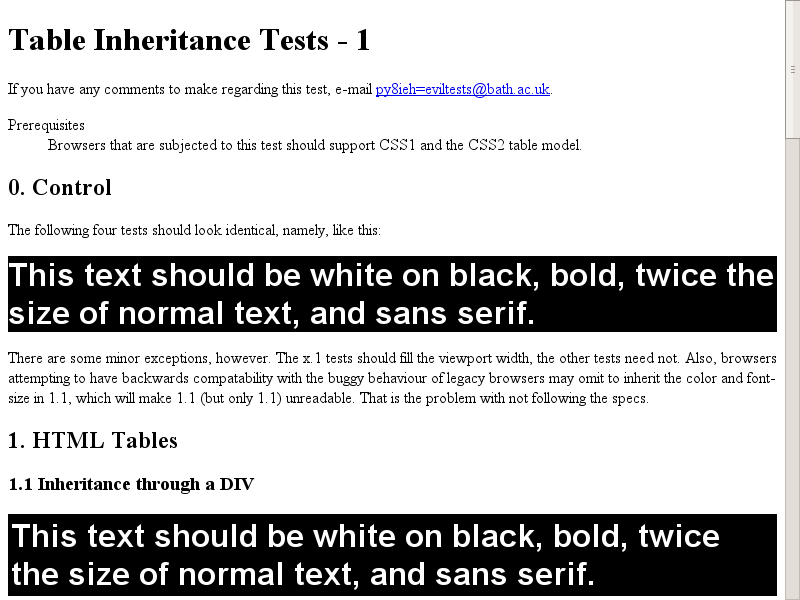 Table Inheritance Tests - 1
If you have any comments to make regarding this test, e-mail py8ieh=eviltests@bath.ac.uk.
Prerequisites
Browsers that are subjected to this test should support CSS1 and the CSS2 table model.
0. Control
The following four tests should look identical, namely, like this:
This text should be white on black, bold, twice the
size of normal text, and sans serif.
There are some minor exceptions, however. The x.1 tests should fill the viewport width, the other tests need not. Also, browsers
attempting to have backwards compatability with the buggy behaviour of legacy browsers may omit to inherit the color and font-
size in 1.1, which will make 1.1 (but only 1.1) unreadable. That is the problem with not following the specs.
1. HTML Tables
1.1 Inheritance through a DIV
This text should be white on black, bold, twice
the size of normal text, and sans serif.